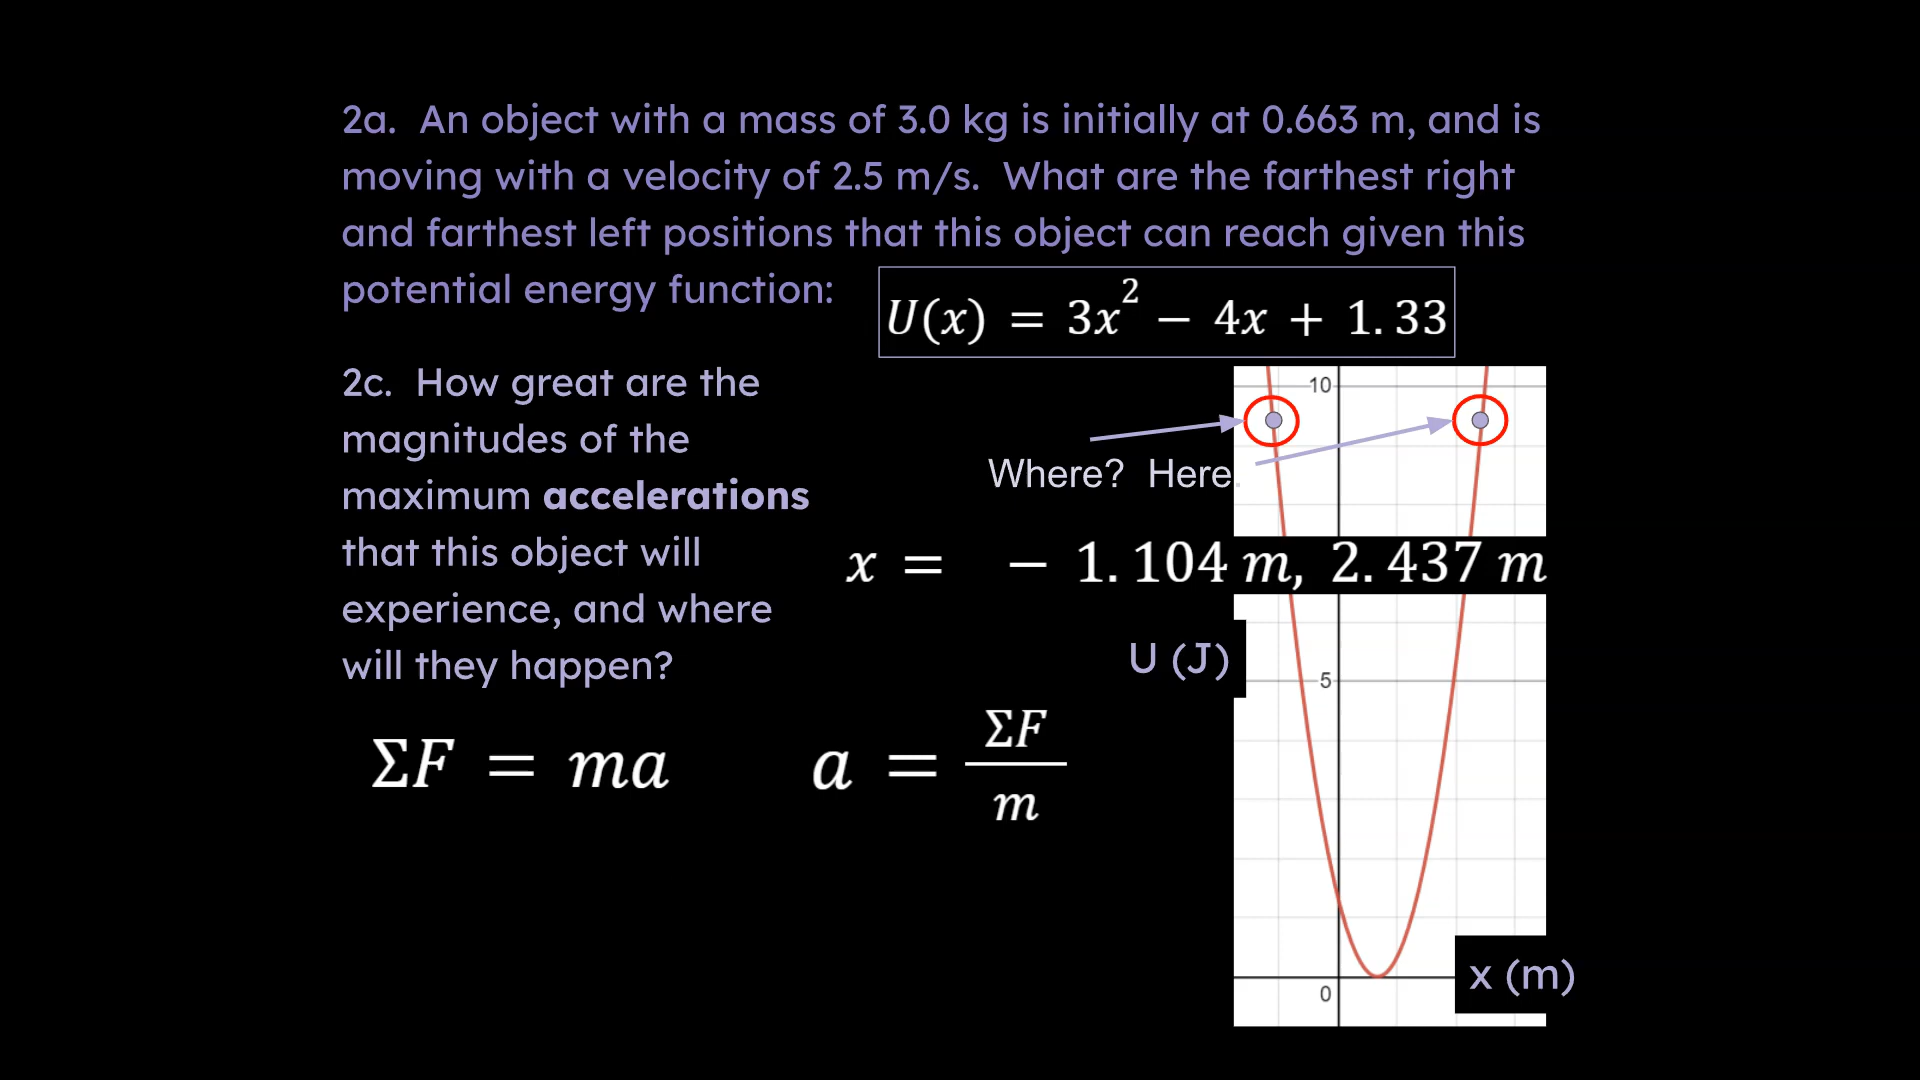 2a.  An object with a mass of 3.0 kg is initially at 0.663 m, and is
moving with a velocity of 2.5 m/s.  What are the farthest right
and farthest left positions that this object can reach given this
potential energy function:
U(x) = 3x² − 4x + 1.33
2c.  How great are the
magnitudes of the
maximum accelerations
that this object will
experience, and where
will they happen?
10
Where?  Here.
x =  − 1.104 m, 2.437 m
U (J)
5
ΣF = ma
a = ΣF/m
x (m)
0